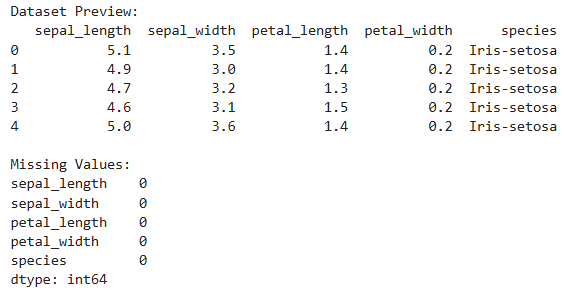 Dataset Preview:
   sepal_length  sepal_width  petal_length  petal_width      species
0           5.1          3.5           1.4          0.2  Iris-setosa
1           4.9          3.0           1.4          0.2  Iris-setosa
2           4.7          3.2           1.3          0.2  Iris-setosa
3           4.6          3.1           1.5          0.2  Iris-setosa
4           5.0          3.6           1.4          0.2  Iris-setosa
Missing Values:
sepal_length    0
sepal_width     0
petal_length    0
petal_width     0
species         0
dtype: int64